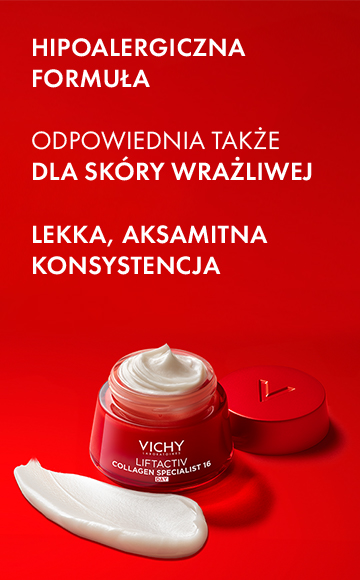 HIPOALERGICZNA
FORMUŁA
ODPOWIEDNIA TAKŻE
DLA SKÓRY WRAŻLIWEJ
LEKKA, AKSAMITNA
KONSYSTENCJA
VICHY
LABORATOIRES
LIFTACTIV
COLLAGEN SPECIALIST 16
DAY